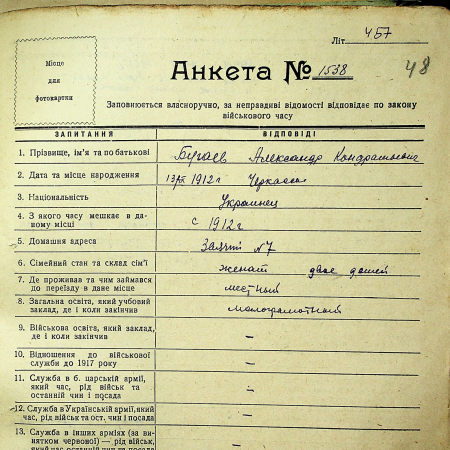 Літ. 457
48
Місце
для
фотокартки
Анкета № 1538
Заповнюється власноручно, за неправдиві відомості відповідає по закону
військового часу
ЗАПИТАННЯ ВІДПОВІДІ
1. Прізвище, ім'я та по батькові Бугаев Александр Кондратьевич
2. Дата та місце народження 1912 г Черкассы
3. Національність Украинец
4. З якого часу мешкає в да-
ному місці с 1912 г
5. Домашня адреса №7
6. Сімейний стан та склад сім'ї женат двое детей
7. Де проживав та чим займався
до переїзду в дане місце местный
8. Загальна освіта, який учбовий
заклад, де і коли закінчив малограмотный
9. Військова освіта, який заклад,
де і коли закінчив —
10. Відношення до військової
служби до 1917 року —
11. Служба в б. царській армії,
який час, рід військ та
останній чин і посада —
12. Служба в Українській армії, який
час, рід військ та ост. чин і посада —
13. Служба в інших арміях (за ви-
нятком червоної) — рід військ,
який час останній чин та посада —